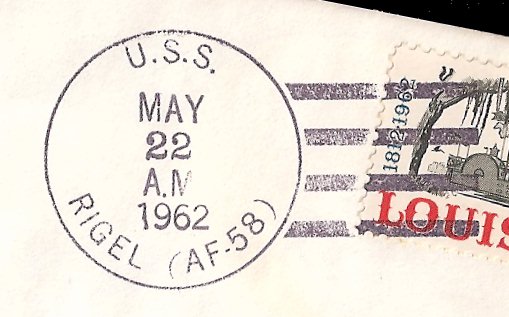 U.S.S.
MAY
22
A.M
1962
RIGEL (AF-58)
1812-1962
LOUIS